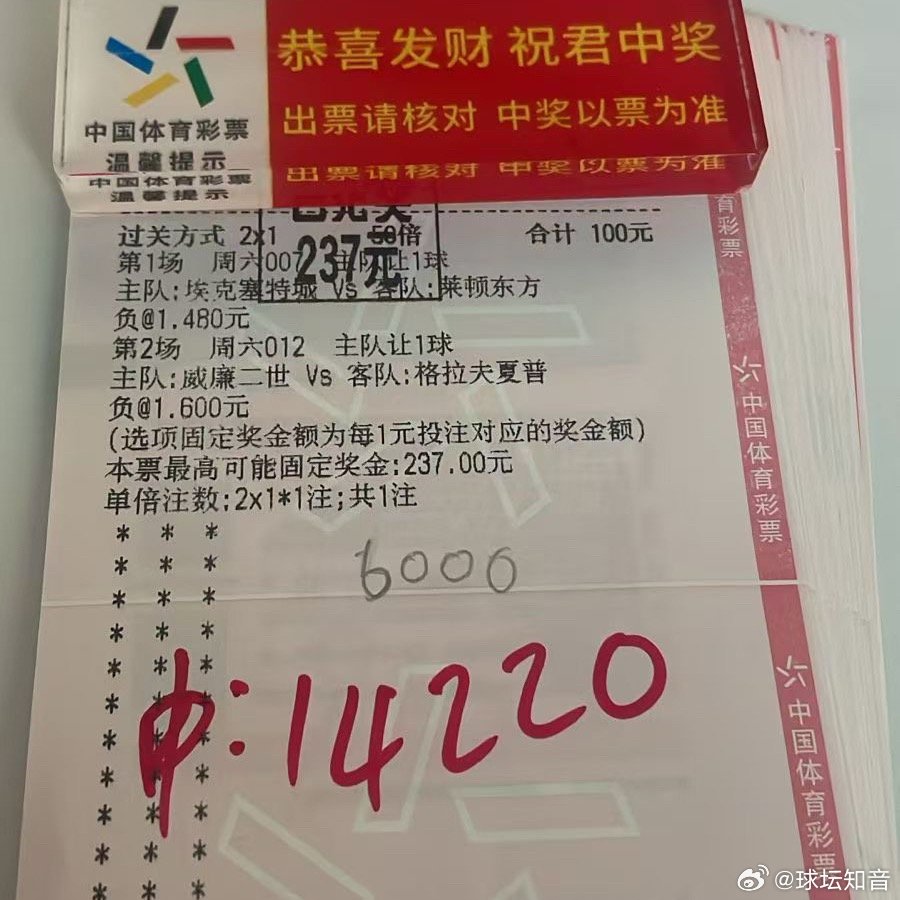 恭喜发财 祝君中奖
中国体育彩票
出票请核对 中奖以票为准
温馨提示
出票请核对 中奖以票为准
中国体育彩票
温馨提示
已兑奖
237元
过关方式 2x1 50倍 合计 100元
第1场 周六007 主队让1球
主队:埃克塞特城 Vs 客队:莱顿东方
负@1.480元
第2场 周六012 主队让1球
主队:威廉二世 Vs 客队:格拉夫夏普
负@1.600元
(选项固定奖金额为每1元投注对应的奖金额)
本票最高可能固定奖金:237.00元
单倍注数:2x1*1注;共1注
* * *
* * *
* * *
* * *
* * *
* * *
* * *
* * *
* * *
* * *
* * *
* * *
6000
中:14220
育彩票
中国体育彩票
中国体育彩票
@球坛知音